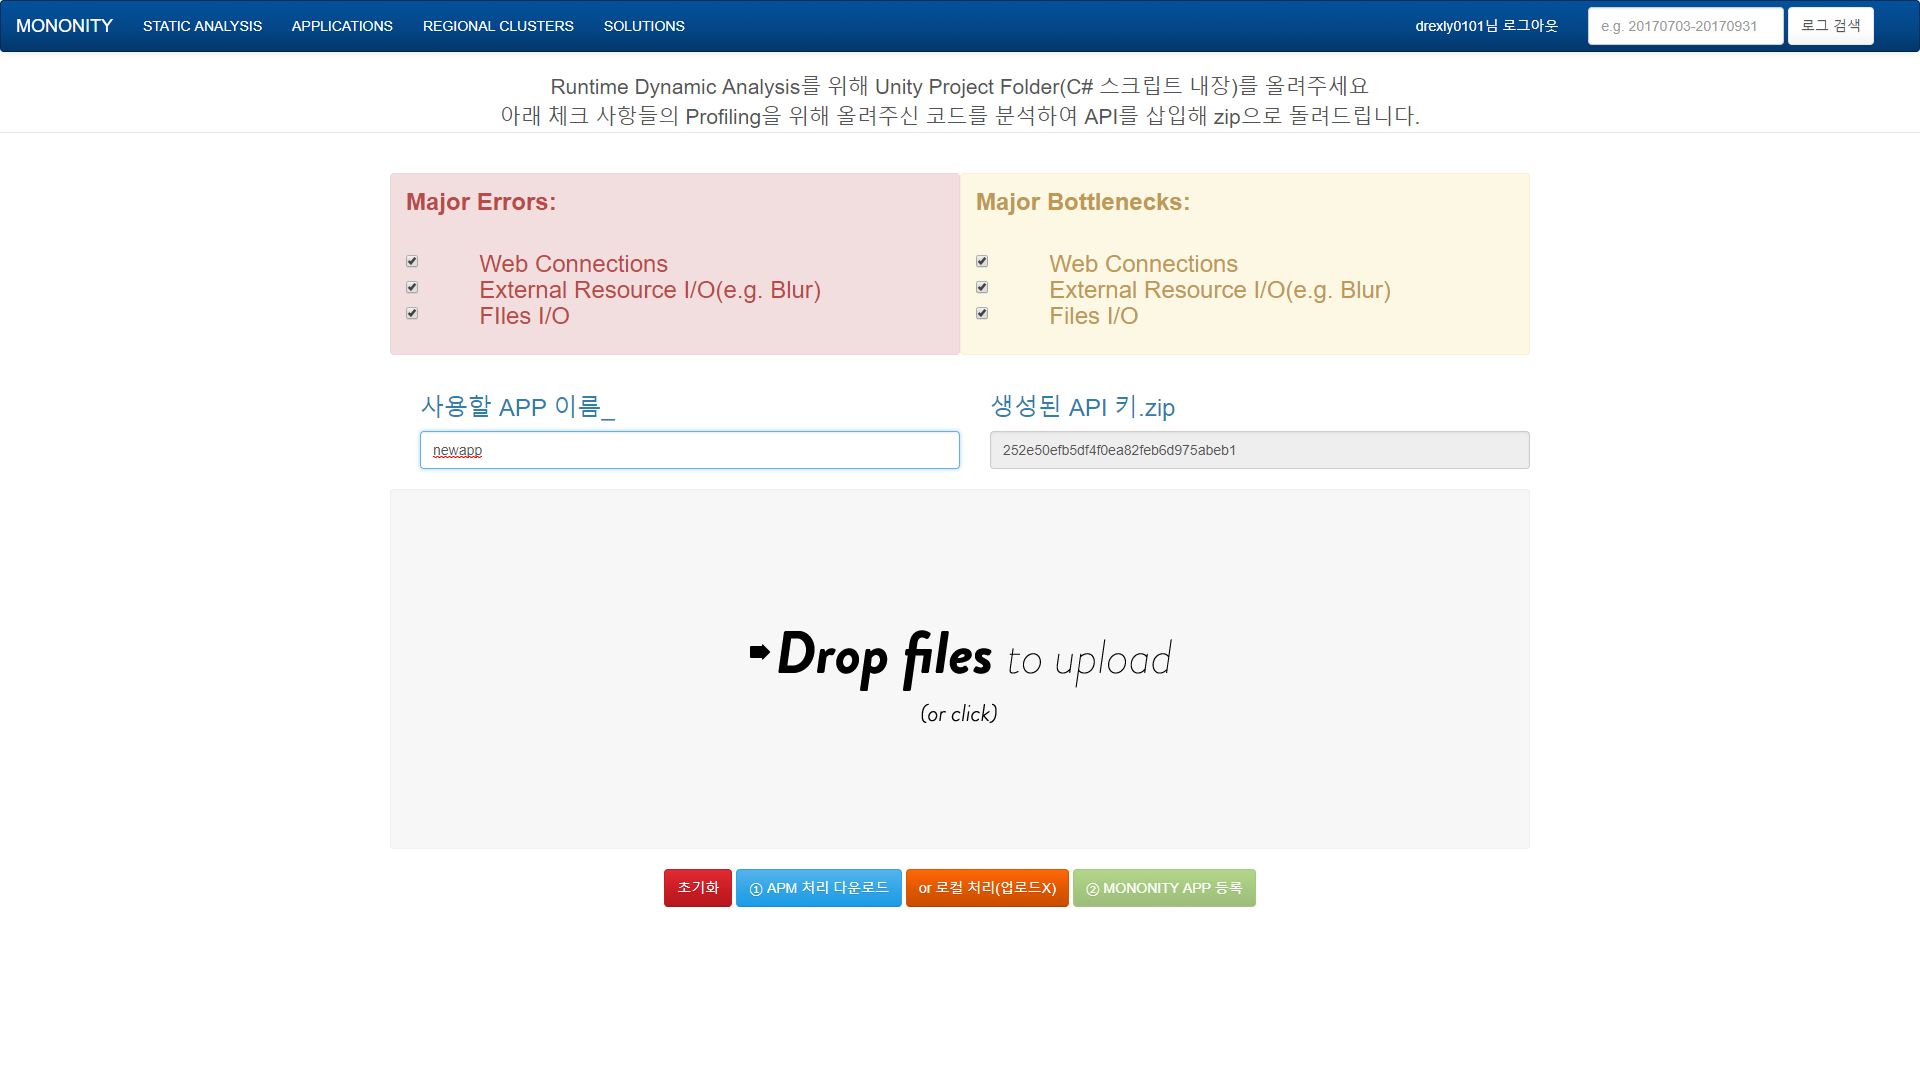 MONONITY STATIC ANALYSIS APPLICATIONS REGIONAL CLUSTERS SOLUTIONS drexly0101님 로그아웃 e.g. 20170703-20170931 로그 검색
Runtime Dynamic Analysis를 위해 Unity Project Folder(C# 스크립트 내장)를 올려주세요
아래 체크 사항들의 Profiling을 위해 올려주신 코드를 분석하여 API를 삽입해 zip으로 돌려드립니다.
Major Errors:
Web Connections
External Resource I/O(e.g. Blur)
FIles I/O
Major Bottlenecks:
Web Connections
External Resource I/O(e.g. Blur)
Files I/O
사용할 APP 이름_
newapp
생성된 API 키.zip
252e50efb5df4f0ea82feb6d975abeb1
Drop files to upload
(or click)
초기화 ① APM 처리 다운로드 or 로컬 처리(업로드X) ② MONONITY APP 등록